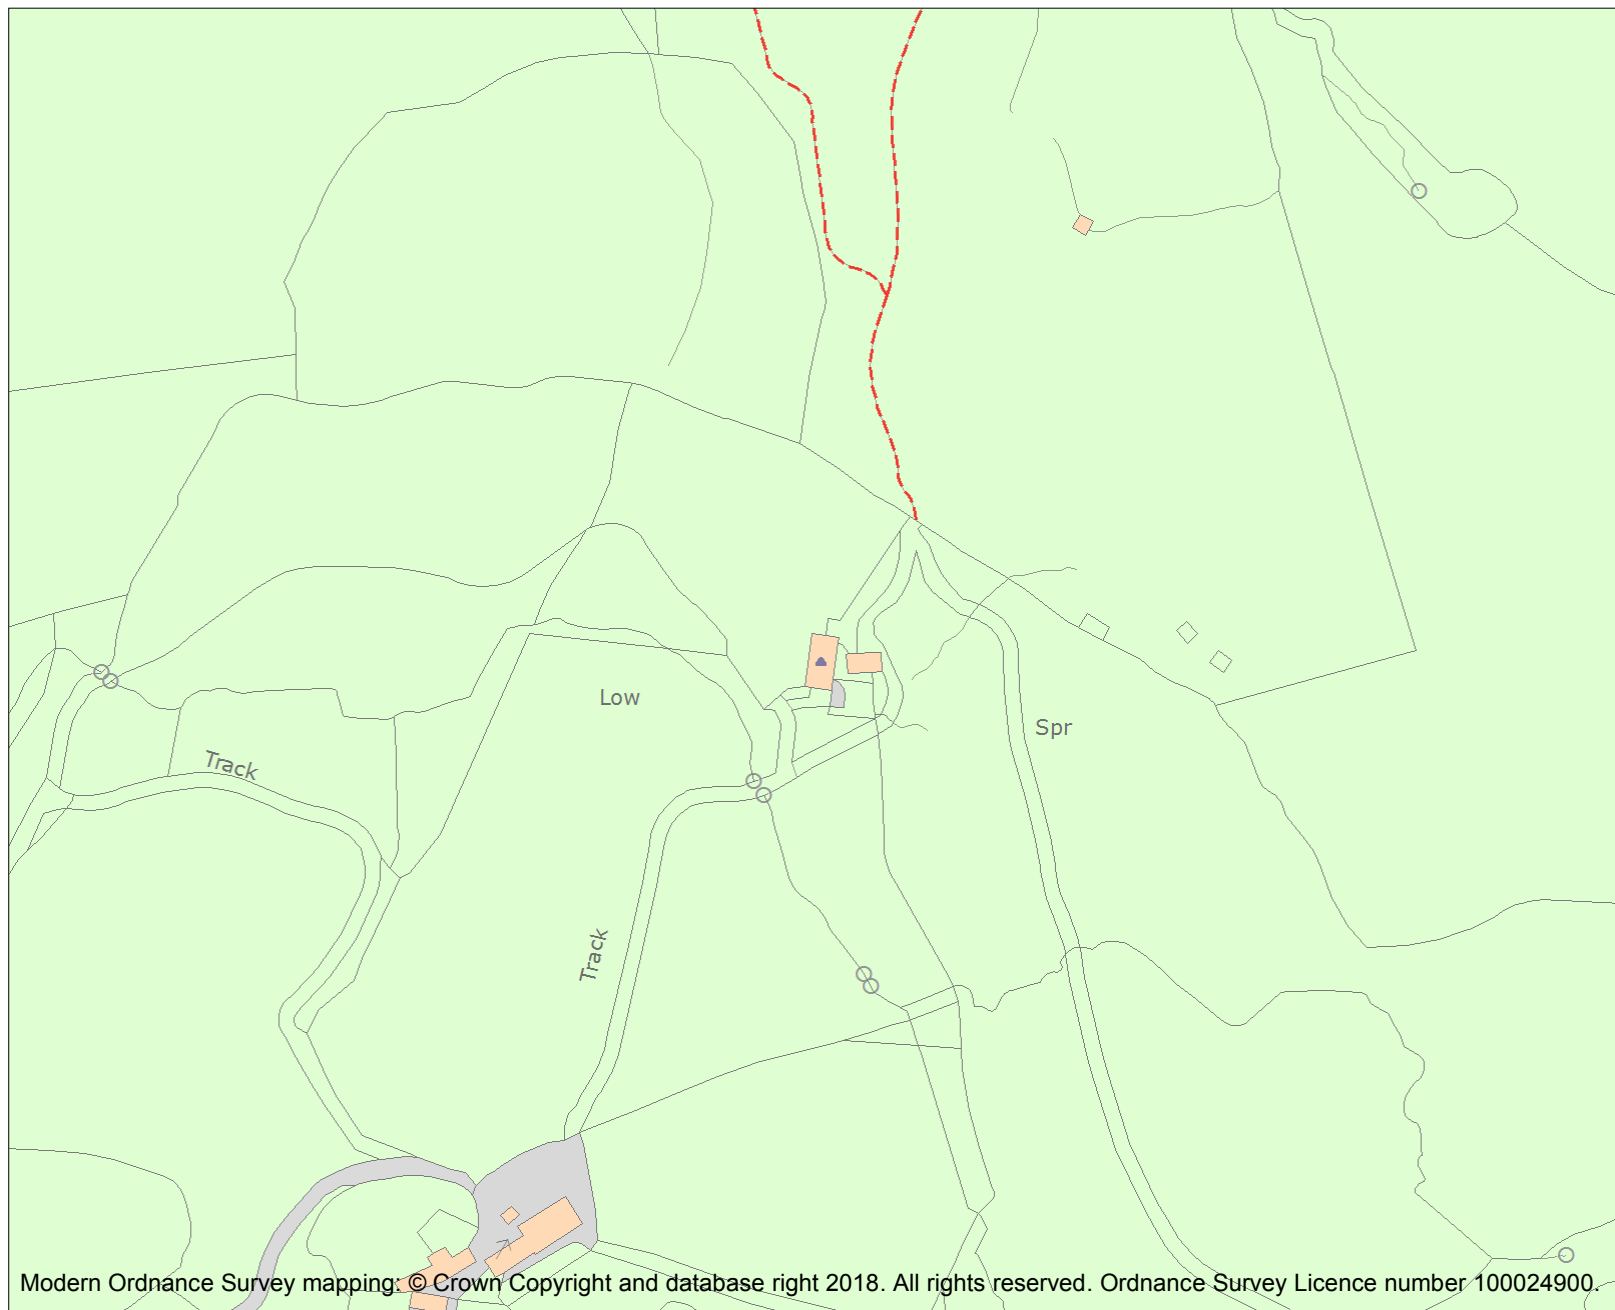 Low
Spr
Track
Track
Modern Ordnance Survey mapping: © Crown Copyright and database right 2018. All rights reserved. Ordnance Survey Licence number 100024900.